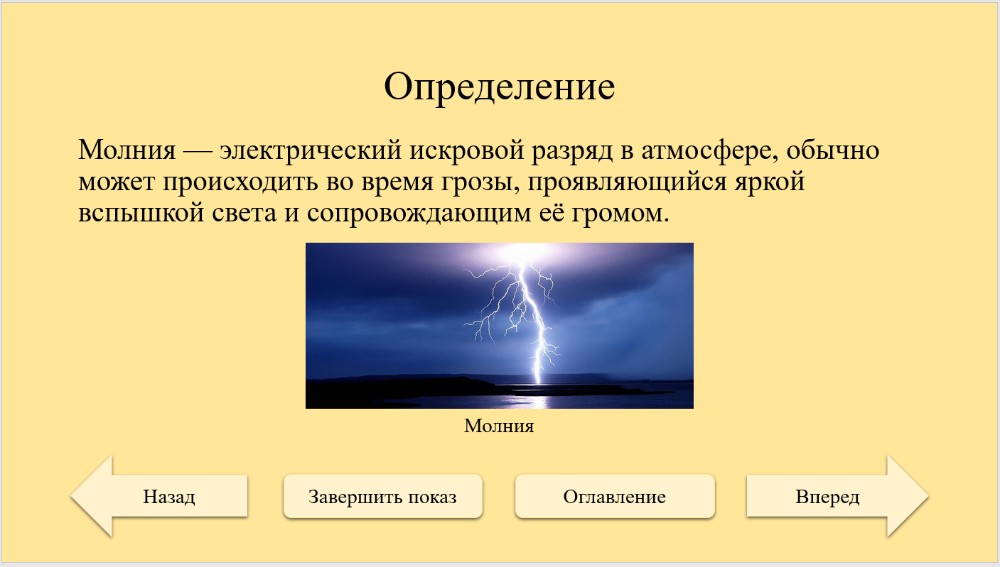 Определение
Молния — электрический искровой разряд в атмосфере, обычно
может происходить во время грозы, проявляющийся яркой
вспышкой света и сопровождающим её громом.
Молния
Назад
Завершить показ
Оглавление
Вперед